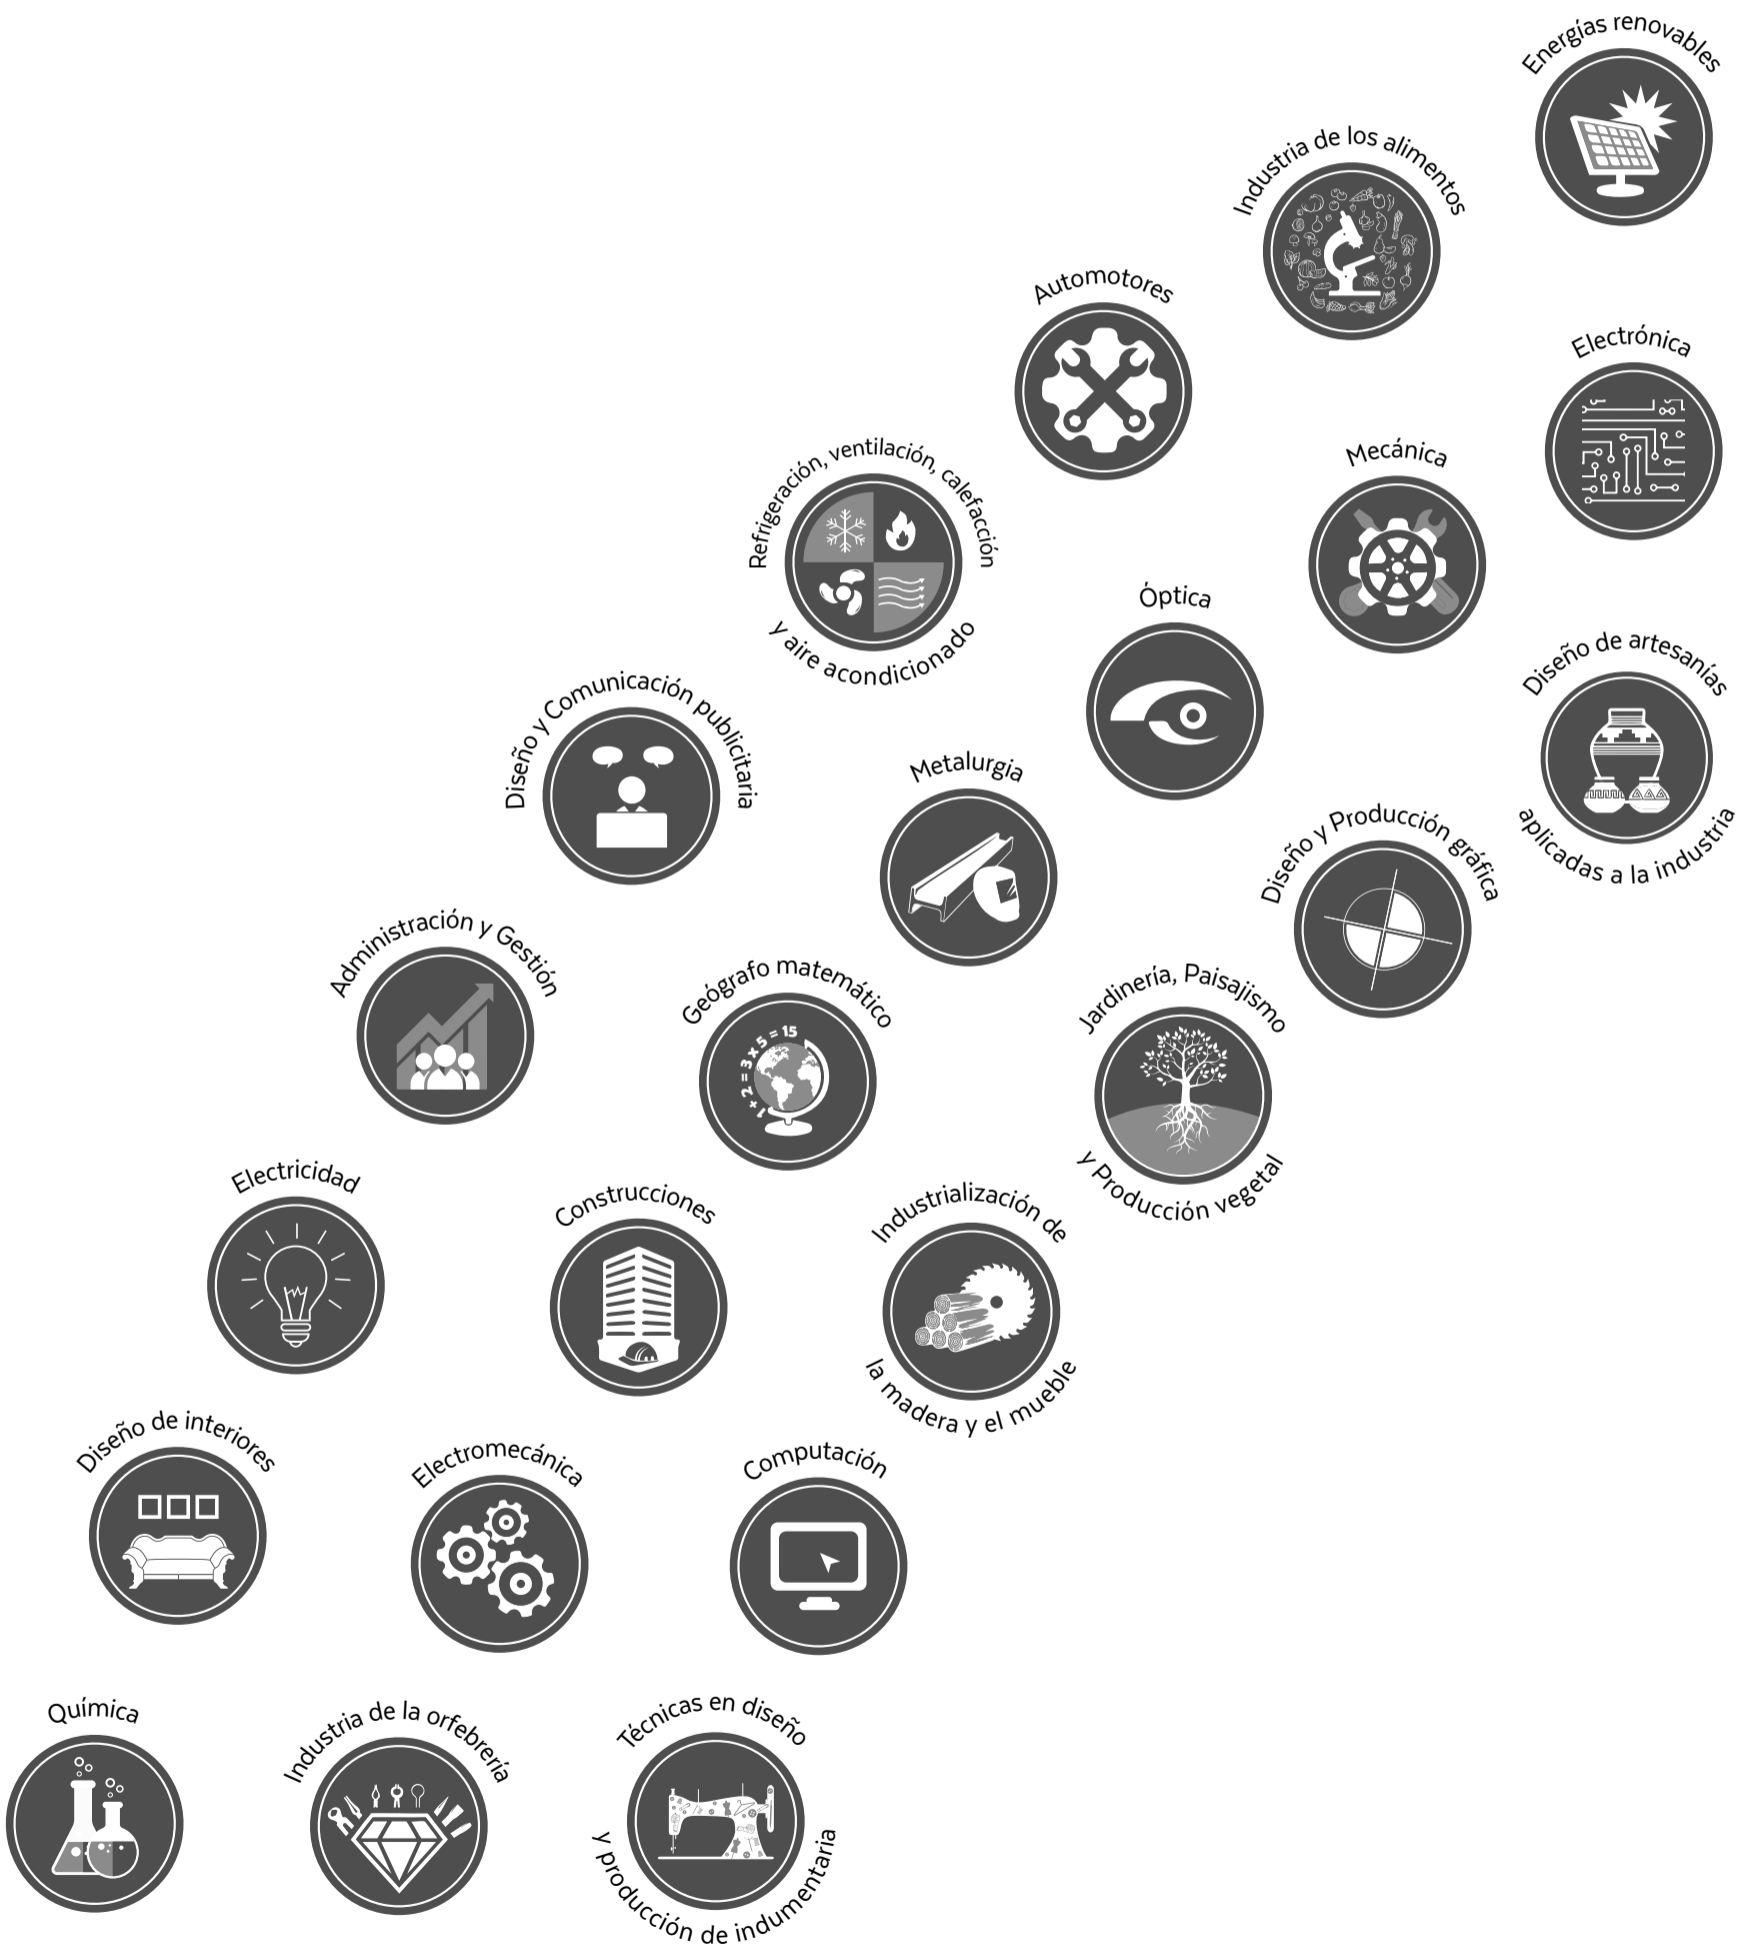 Energías renovables
Industria de los alimentos
Automotores
Electrónica
Refrigeración, ventilación, calefacción
y aire acondicionado
Mecánica
Óptica
Diseño de artesanías
aplicadas a la industria
Diseño y Comunicación publicitaria
Metalurgia
Diseño y Producción gráfica
Administración y Gestión
Geógrafo matemático
1 + 2 = 3 x 5 = 15
Jardinería, Paisajismo
y Producción vegetal
Electricidad
Construcciones
Industrialización de
la madera y el mueble
Diseño de interiores
Electromecánica
Computación
Química
Industria de la orfebrería
Técnicas en diseño
y producción de indumentaria